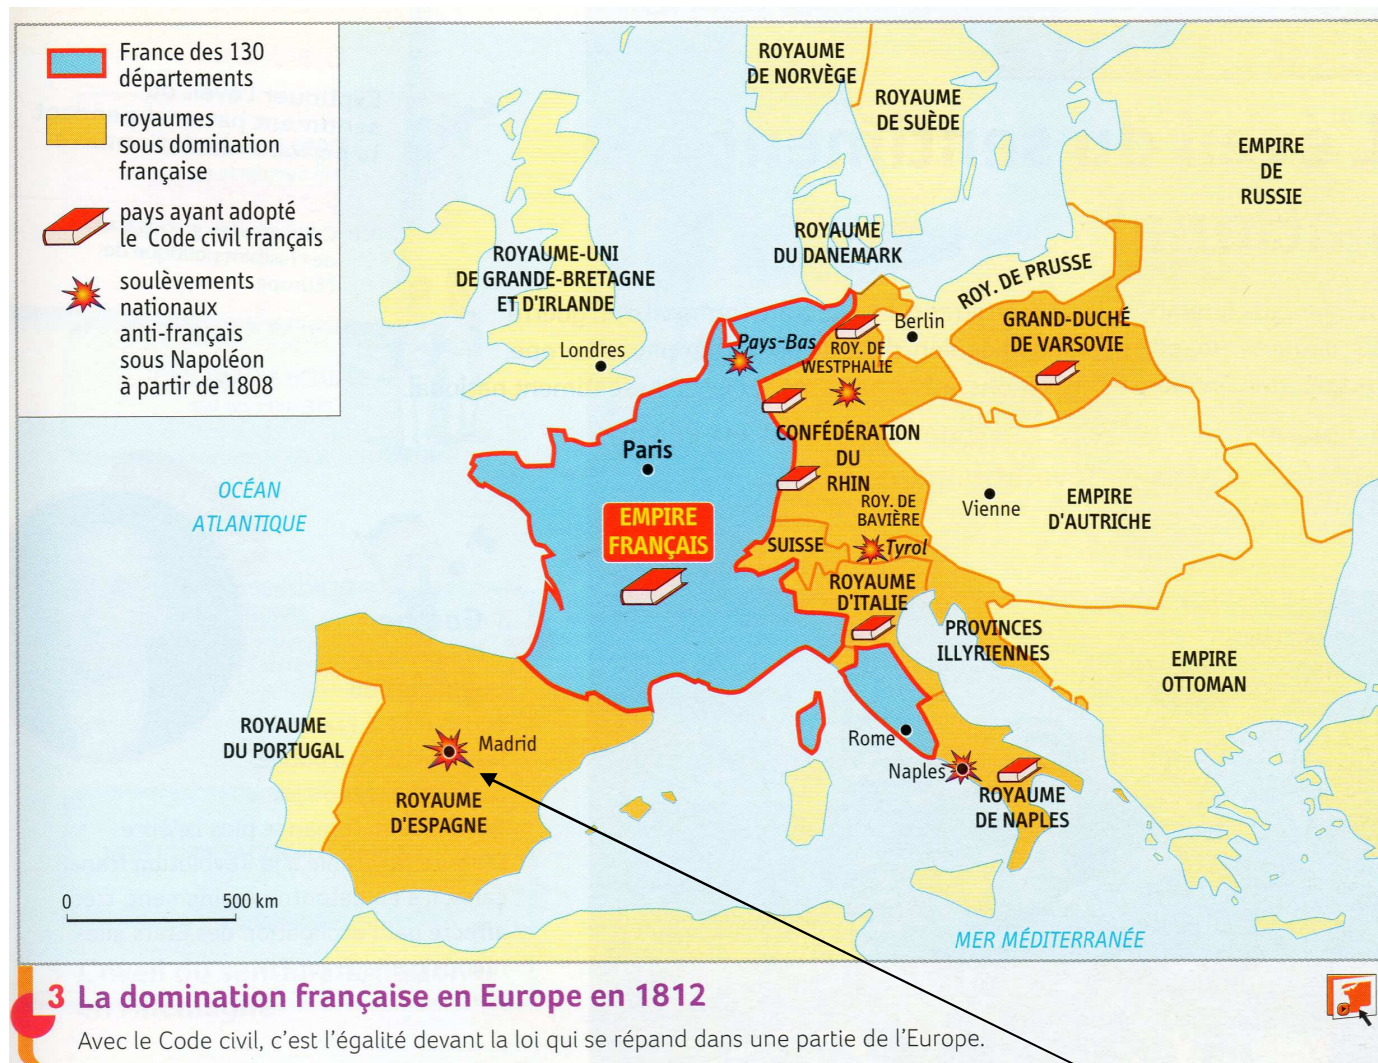 France des 130
départements
royaumes
sous domination
française
pays ayant adopté
le Code civil français
soulèvements
nationaux
anti-français
sous Napoléon
à partir de 1808
ROYAUME
DE NORVÈGE
ROYAUME
DE SUÈDE
EMPIRE
DE
RUSSIE
ROYAUME-UNI
DE GRANDE-BRETAGNE
ET D'IRLANDE
Londres
ROYAUME
DU DANEMARK
ROY. DE PRUSSE
Berlin
GRAND-DUCHÉ
DE VARSOVIE
Pays-Bas
ROY. DE
WESTPHALIE
CONFÉDÉRATION
DU
RHIN
Paris
OCÉAN
ATLANTIQUE
EMPIRE
FRANÇAIS
ROY. DE
BAVIÈRE
Vienne
EMPIRE
D'AUTRICHE
SUISSE
Tyrol
ROYAUME
D'ITALIE
PROVINCES
ILLYRIENNES
EMPIRE
OTTOMAN
ROYAUME
DU PORTUGAL
Madrid
ROYAUME
D'ESPAGNE
Rome
Naples
ROYAUME
DE NAPLES
0 500 km
MER MÉDITERRANÉE
3 La domination française en Europe en 1812
Avec le Code civil, c'est l'égalité devant la loi qui se répand dans une partie de l'Europe.